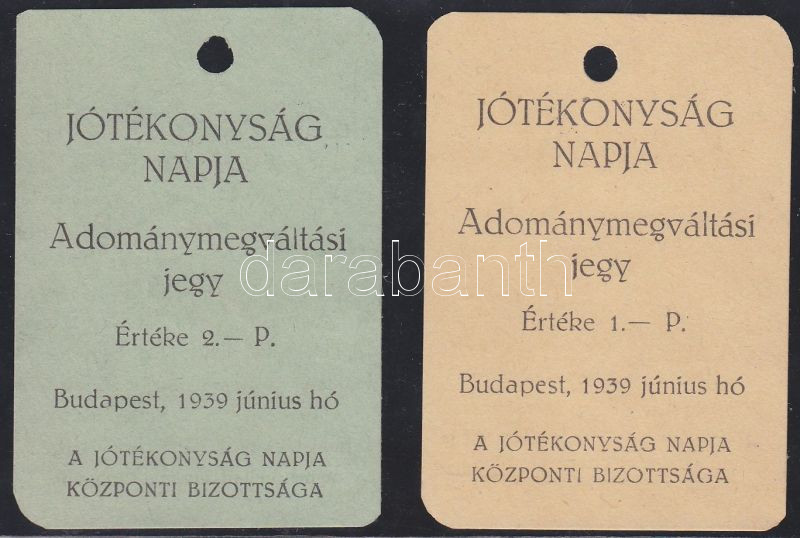 JÓTÉKONYSÁG
NAPJA
Adománymegváltási
jegy
Értéke 2.— P.
Budapest, 1939 június hó
A JÓTÉKONYSÁG NAPJA
KÖZPONTI BIZOTTSÁGA
JÓTÉKONYSÁG
NAPJA
Adománymegváltási
jegy
Értéke 1.— P.
Budapest, 1939 június hó
A JÓTÉKONYSÁG NAPJA
KÖZPONTI BIZOTTSÁGA
darabanth